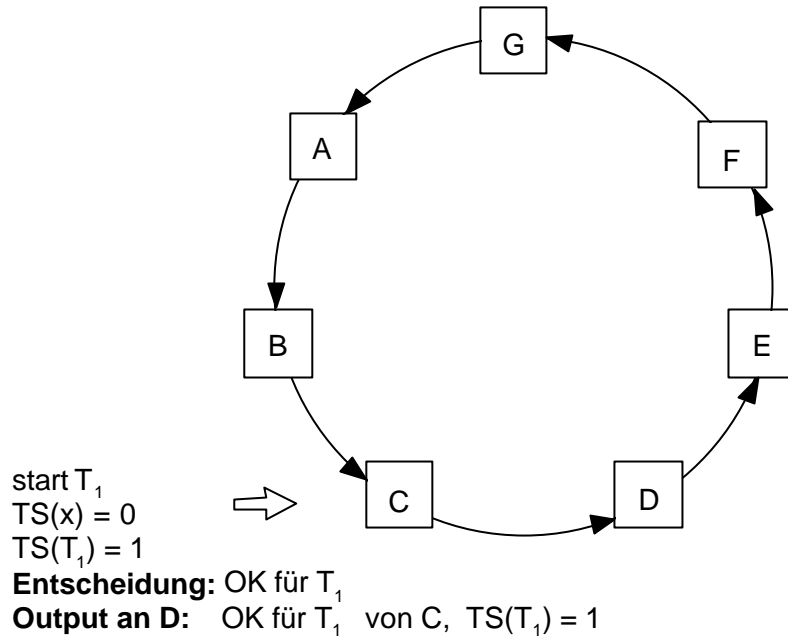 G
A
F
B
E
C
D
start T₁
TS(x) = 0
TS(T₁) = 1
Entscheidung: OK für T₁
Output an D: OK für T₁ von C, TS(T₁) = 1